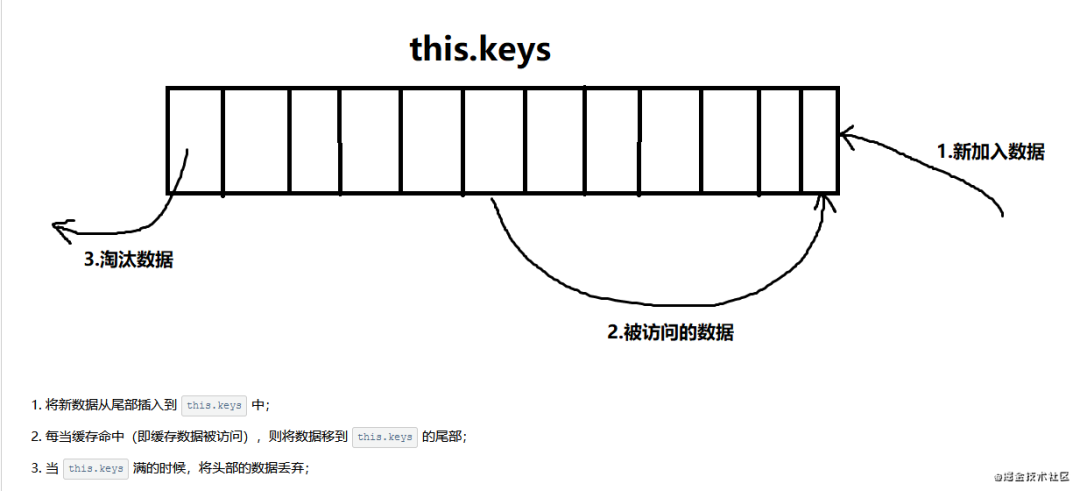 this.keys
1.新加入数据
3.淘汰数据
2.被访问的数据
1. 将新数据从尾部插入到 this.keys 中；
2. 每当缓存命中（即缓存数据被访问），则将数据移到 this.keys 的尾部；
3. 当 this.keys 满的时候，将头部的数据丢弃；
@掘金技术社区